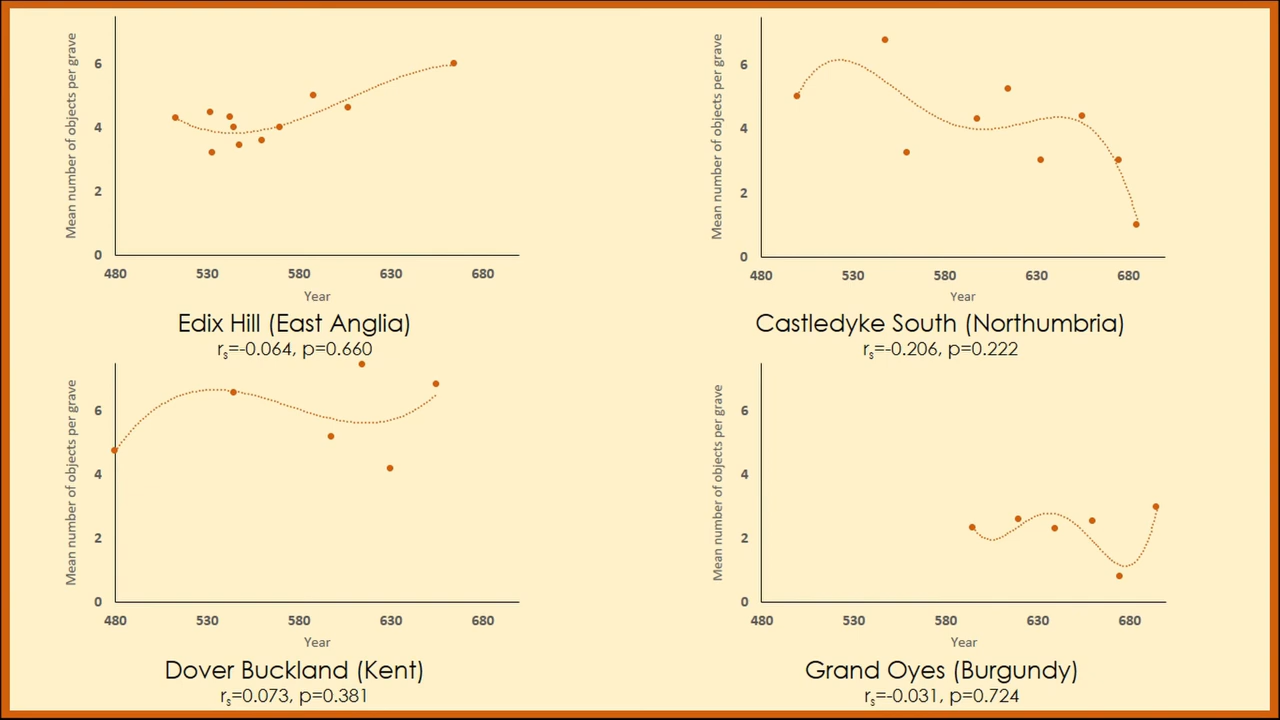 Mean number of objects per grave
6
4
2
0
480 530 580 630 680
Year
Edix Hill (East Anglia)
rs=-0.064, p=0.660
Mean number of objects per grave
6
4
2
0
480 530 580 630 680
Year
Castledyke South (Northumbria)
rs=-0.206, p=0.222
Mean number of objects per grave
6
4
2
0
480 530 580 630 680
Year
Dover Buckland (Kent)
rs=0.073, p=0.381
Mean number of objects per grave
6
4
2
0
480 530 580 630 680
Year
Grand Oyes (Burgundy)
rs=-0.031, p=0.724